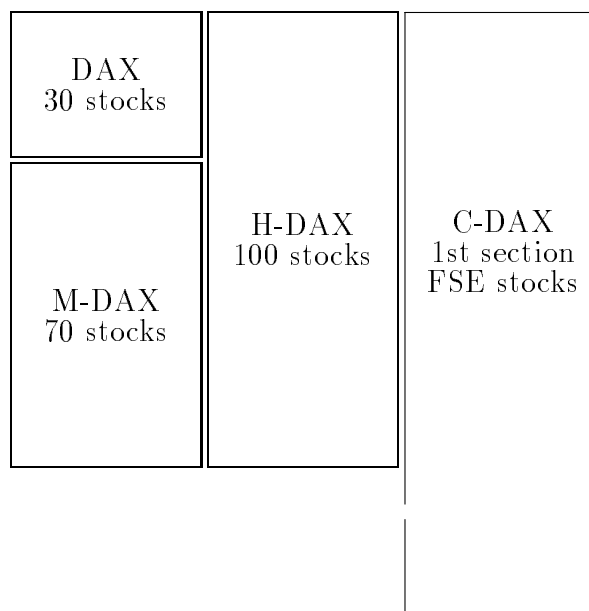 DAX
30 stocks
M-DAX
70 stocks
H-DAX
100 stocks
C-DAX
1st section
FSE stocks